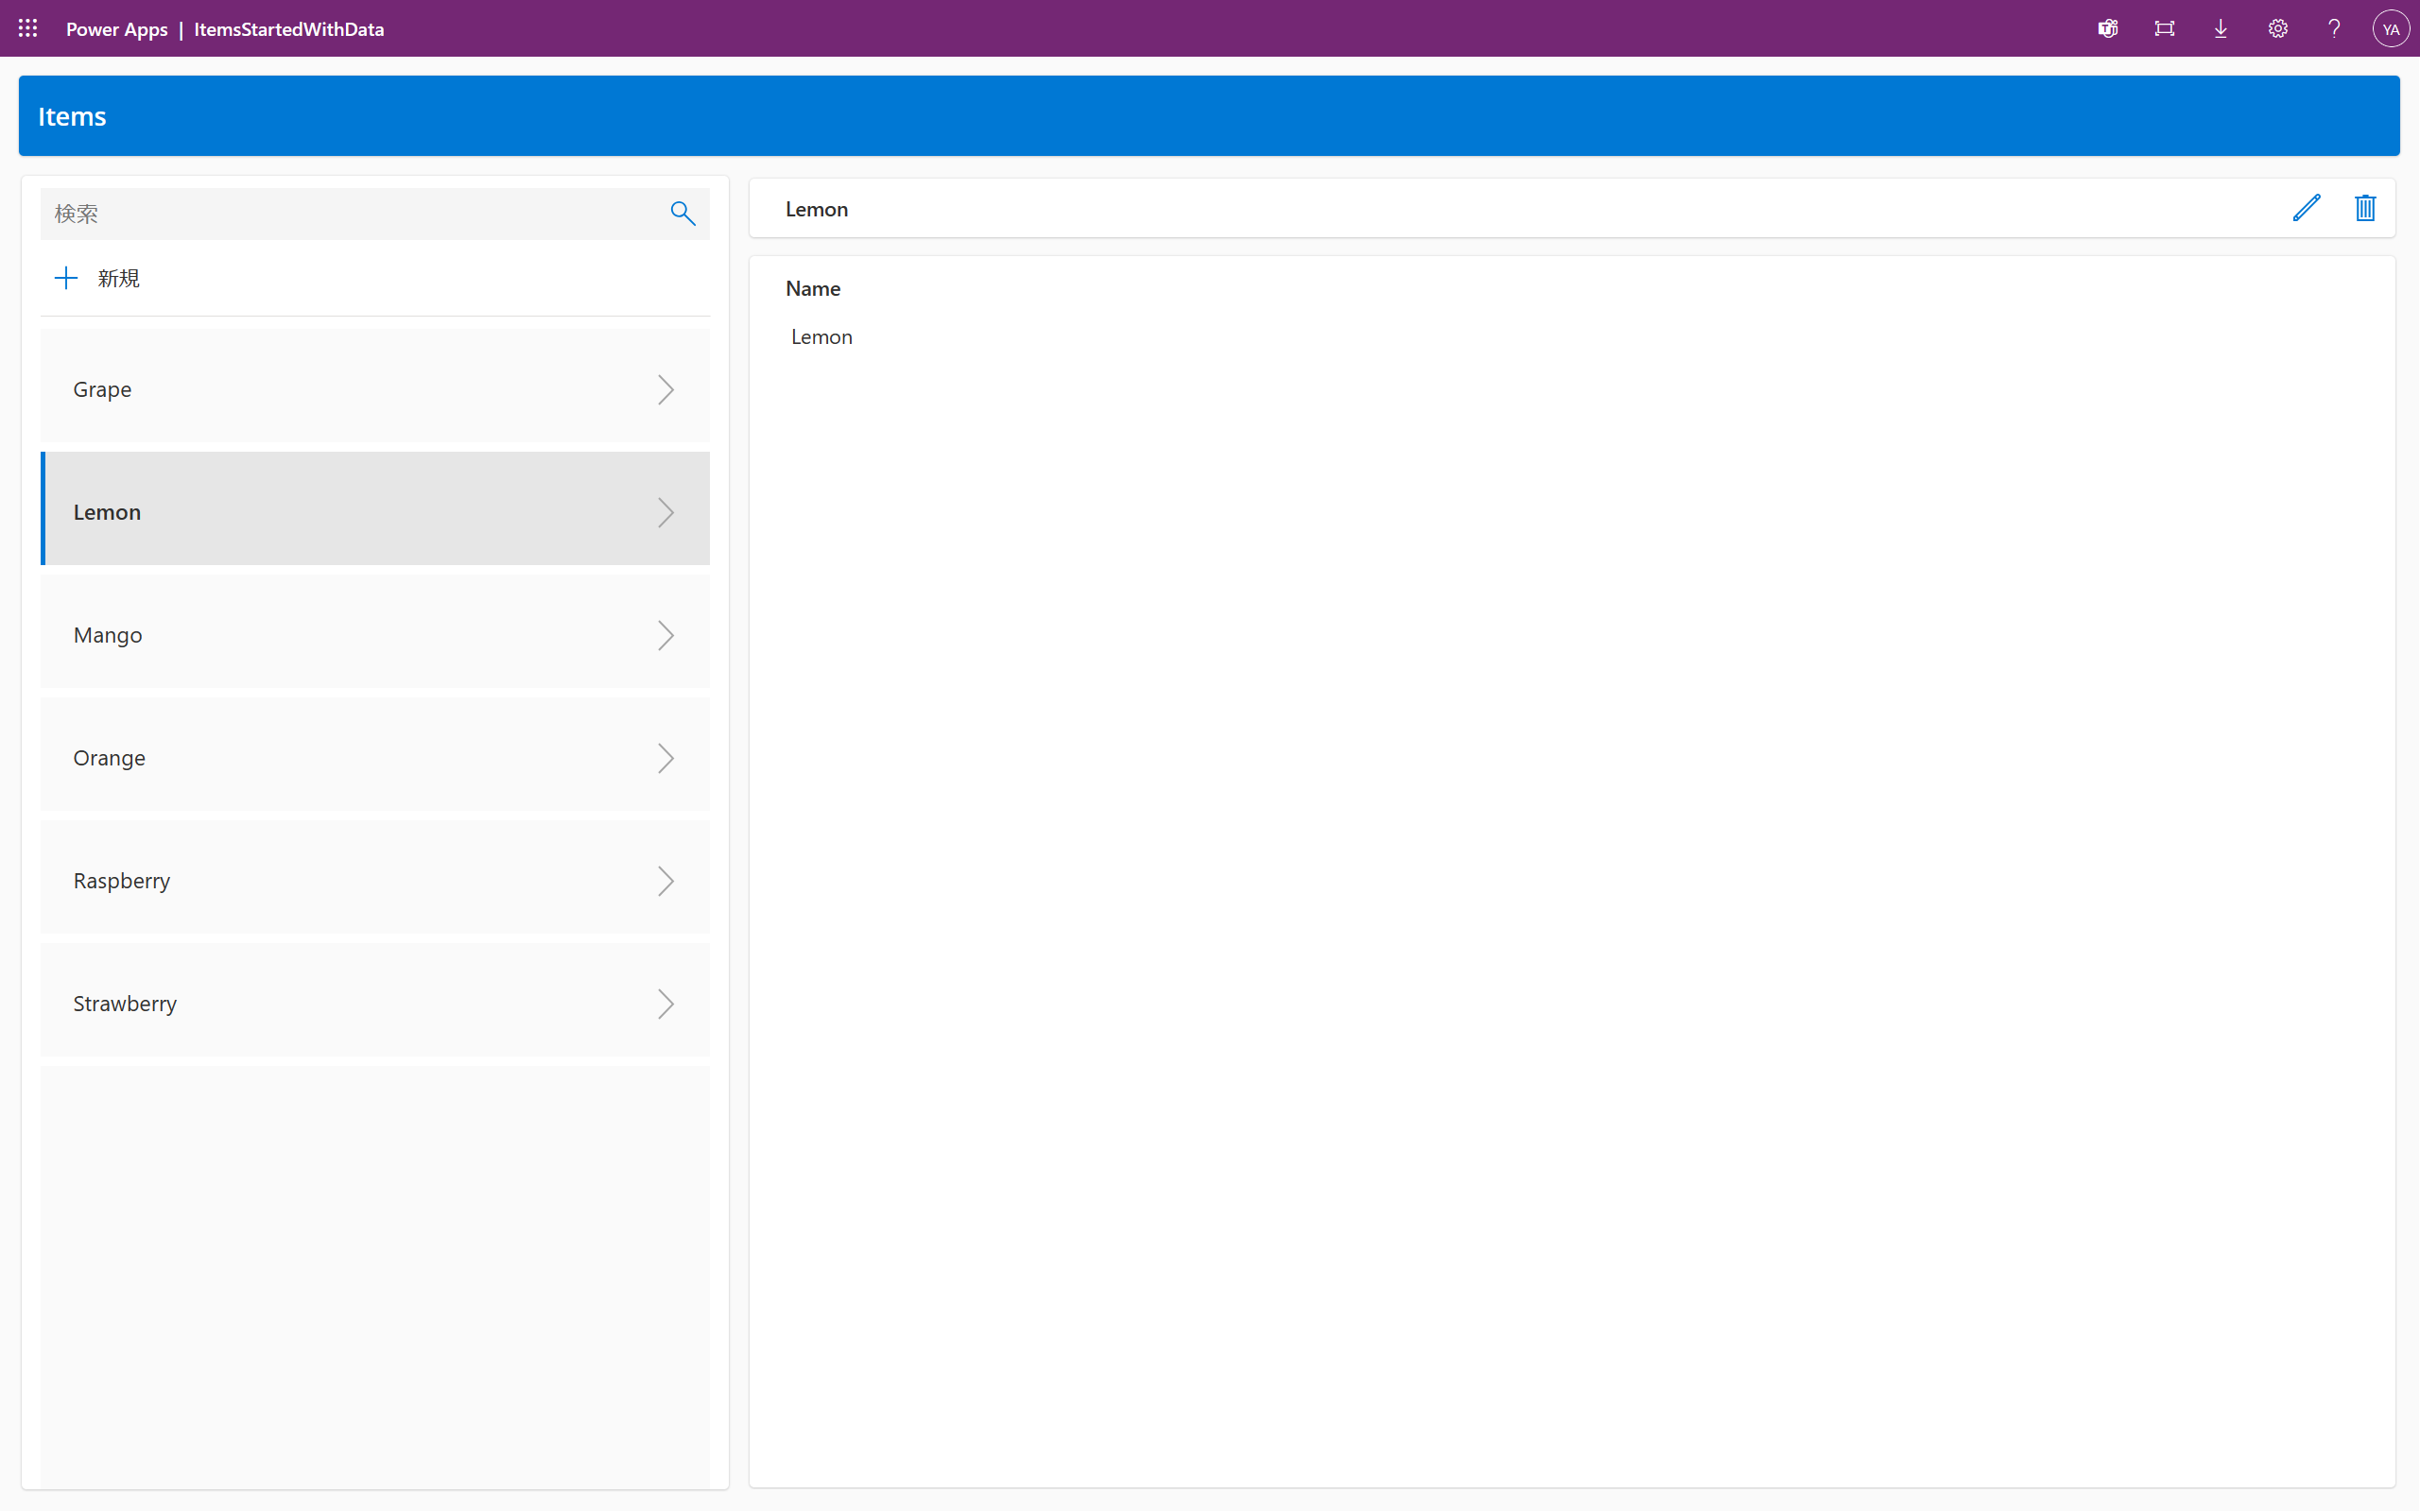 Power Apps | ItemsStartedWithData
YA
Items
検索
新規
Grape
Lemon
Mango
Orange
Raspberry
Strawberry
Lemon
Name
Lemon